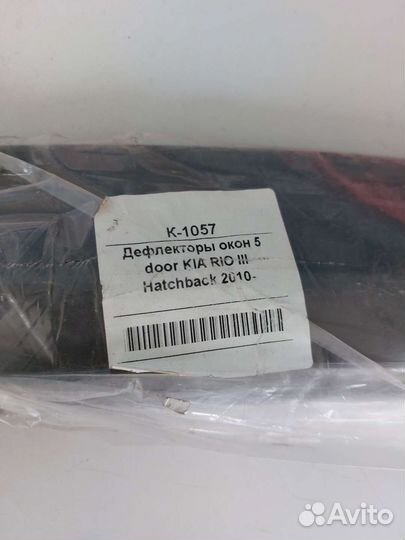 K-1057
Дефлекторы окон 5
door KIA RIO III
Hatchback 2010-
Avito